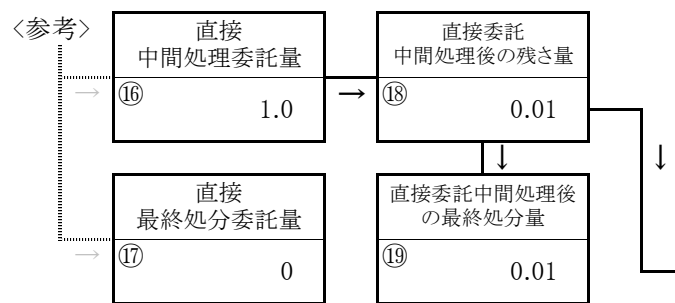 〈参考〉
直接
中間処理委託量
⑯
1.0
→
→
直接委託
中間処理後の残さ量
⑱
0.01
↓
↓
直接
最終処分委託量
⑰
0
→
直接委託中間処理後
の最終処分量
⑲
0.01